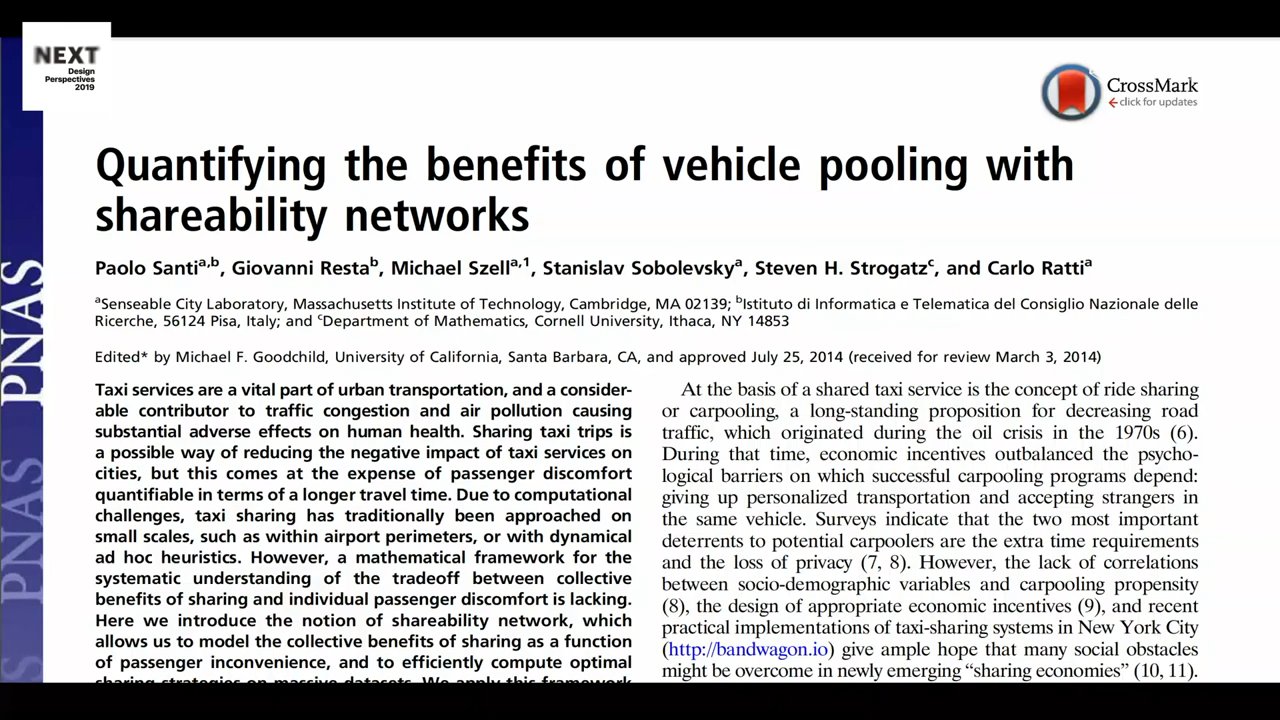 NEXT
Design
Perspectives
2019
CrossMark
click for updates
Quantifying the benefits of vehicle pooling with
shareability networks
Paolo Santia,b, Giovanni Restab, Michael Szella,1, Stanislav Sobolevskya, Steven H. Strogatzc, and Carlo Rattia
aSenseable City Laboratory, Massachusetts Institute of Technology, Cambridge, MA 02139; bIstituto di Informatica e Telematica del Consiglio Nazionale delle
Ricerche, 56124 Pisa, Italy; and cDepartment of Mathematics, Cornell University, Ithaca, NY 14853
Edited* by Michael F. Goodchild, University of California, Santa Barbara, CA, and approved July 25, 2014 (received for review March 3, 2014)
Taxi services are a vital part of urban transportation, and a consider-
able contributor to traffic congestion and air pollution causing
substantial adverse effects on human health. Sharing taxi trips is
a possible way of reducing the negative impact of taxi services on
cities, but this comes at the expense of passenger discomfort
quantifiable in terms of a longer travel time. Due to computational
challenges, taxi sharing has traditionally been approached on
small scales, such as within airport perimeters, or with dynamical
ad hoc heuristics. However, a mathematical framework for the
systematic understanding of the tradeoff between collective
benefits of sharing and individual passenger discomfort is lacking.
Here we introduce the notion of shareability network, which
allows us to model the collective benefits of sharing as a function
of passenger inconvenience, and to efficiently compute optimal
sharing strategies on massive datasets. We apply this framework
At the basis of a shared taxi service is the concept of ride sharing
or carpooling, a long-standing proposition for decreasing road
traffic, which originated during the oil crisis in the 1970s (6).
During that time, economic incentives outbalanced the psycho-
logical barriers on which successful carpooling programs depend:
giving up personalized transportation and accepting strangers in
the same vehicle. Surveys indicate that the two most important
deterrents to potential carpoolers are the extra time requirements
and the loss of privacy (7, 8). However, the lack of correlations
between socio-demographic variables and carpooling propensity
(8), the design of appropriate economic incentives (9), and recent
practical implementations of taxi-sharing systems in New York City
(http://bandwagon.io) give ample hope that many social obstacles
might be overcome in newly emerging “sharing economies” (10, 11).
PNAS
PNAS